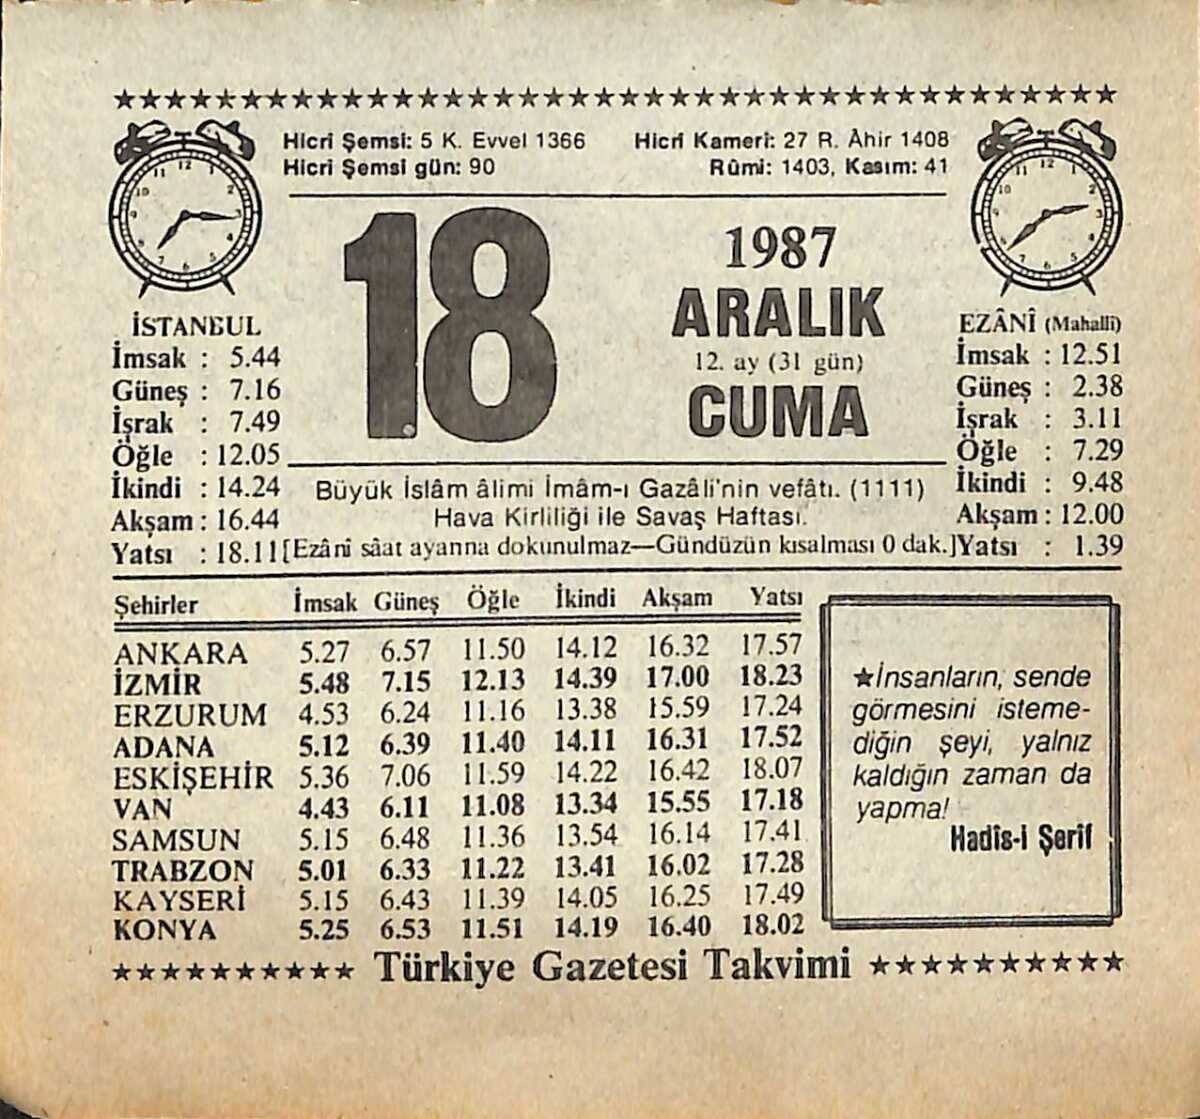 Hicrî Şemsî: 5 K. Evvel 1366 Hicrî Kamerî: 27 R. Âhir 1408
Hicrî Şemsî gün: 90 Rûmî: 1403, Kasım: 41
18
1987
ARALIK
12. ay (31 gün)
CUMA
İSTANBUL
İmsak : 5.44
Güneş : 7.16
İşrak : 7.49
Öğle : 12.05
İkindi : 14.24
Akşam : 16.44
Yatsı : 18.11
EZÂNÎ (Mahallî)
İmsak : 12.51
Güneş : 2.38
İşrak : 3.11
Öğle : 7.29
İkindi : 9.48
Akşam : 12.00
Yatsı : 1.39
Büyük İslâm âlimi İmâm-ı Gazâli'nin vefâtı. (1111)
Hava Kirliliği ile Savaş Haftası.
[Ezânî sâat ayarına dokunulmaz—Gündüzün kısalması 0 dak.]
Şehirler İmsak Güneş Öğle İkindi Akşam Yatsı
ANKARA 5.27 6.57 11.50 14.12 16.32 17.57
İZMİR 5.48 7.15 12.13 14.39 17.00 18.23
ERZURUM 4.53 6.24 11.16 13.38 15.59 17.24
ADANA 5.12 6.39 11.40 14.11 16.31 17.52
ESKİŞEHİR 5.36 7.06 11.59 14.22 16.42 18.07
VAN 4.43 6.11 11.08 13.34 15.55 17.18
SAMSUN 5.15 6.48 11.36 13.54 16.14 17.41
TRABZON 5.01 6.33 11.22 13.41 16.02 17.28
KAYSERİ 5.15 6.43 11.39 14.05 16.25 17.49
KONYA 5.25 6.53 11.51 14.19 16.40 18.02
★İnsanların, sende
görmesini isteme-
diğin şeyi, yalnız
kaldığın zaman da
yapma!
Hadîs-i Şerîf
Türkiye Gazetesi Takvimi